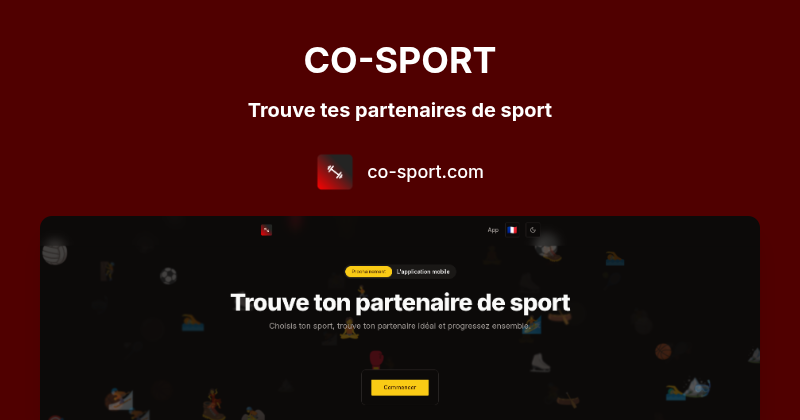 CO-SPORT
Trouve tes partenaires de sport
co-sport.com
App
Prochainement L'application mobile
Trouve ton partenaire de sport
Choisis ton sport, trouve ton partenaire idéal et progressez ensemble.
Commencer